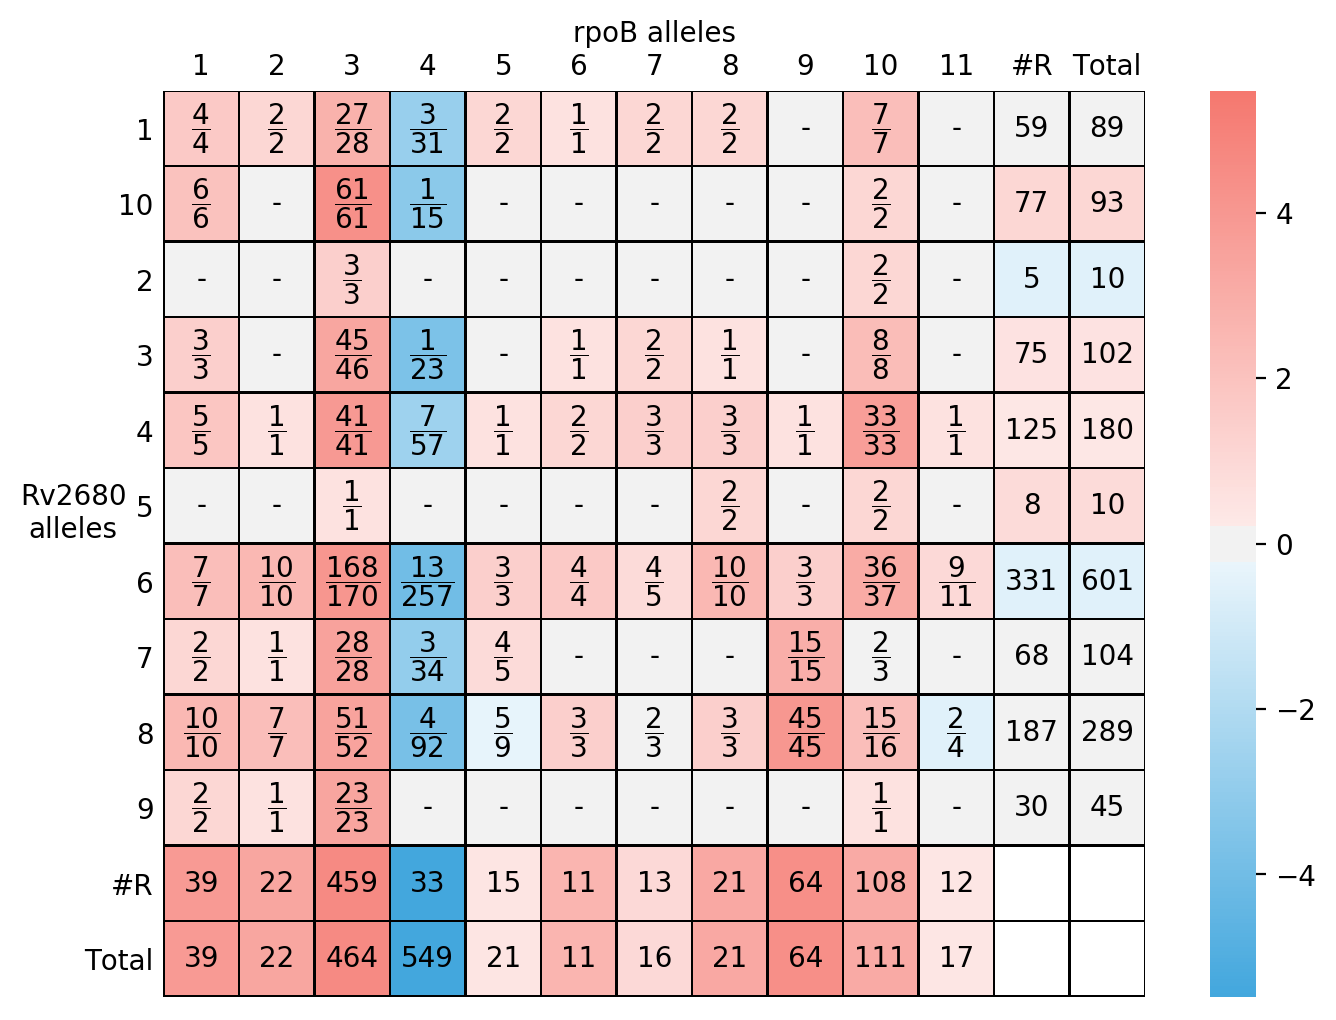 rpoB alleles
1 2 3 4 5 6 7 8 9 10 11 #R Total
1 4/4 2/2 27/28 3/31 2/2 1/1 2/2 2/2 - 7/7 - 59 89
10 6/6 - 61/61 1/15 - - - - - 2/2 - 77 93
2 - - 3/3 - - - - - - 2/2 - 5 10
3 3/3 - 45/46 1/23 - 1/1 2/2 1/1 - 8/8 - 75 102
4 5/5 1/1 41/41 7/57 1/1 2/2 3/3 3/3 1/1 33/33 1/1 125 180
Rv2680
alleles
5 - - 1/1 - - - - 2/2 - 2/2 - 8 10
6 7/7 10/10 168/170 13/257 3/3 4/4 4/5 10/10 3/3 36/37 9/11 331 601
7 2/2 1/1 28/28 3/34 4/5 - - - 15/15 2/3 - 68 104
8 10/10 7/7 51/52 4/92 5/9 3/3 2/3 3/3 45/45 15/16 2/4 187 289
9 2/2 1/1 23/23 - - - - - - 1/1 - 30 45
#R 39 22 459 33 15 11 13 21 64 108 12
Total 39 22 464 549 21 11 16 21 64 111 17
4
2
0
−2
−4